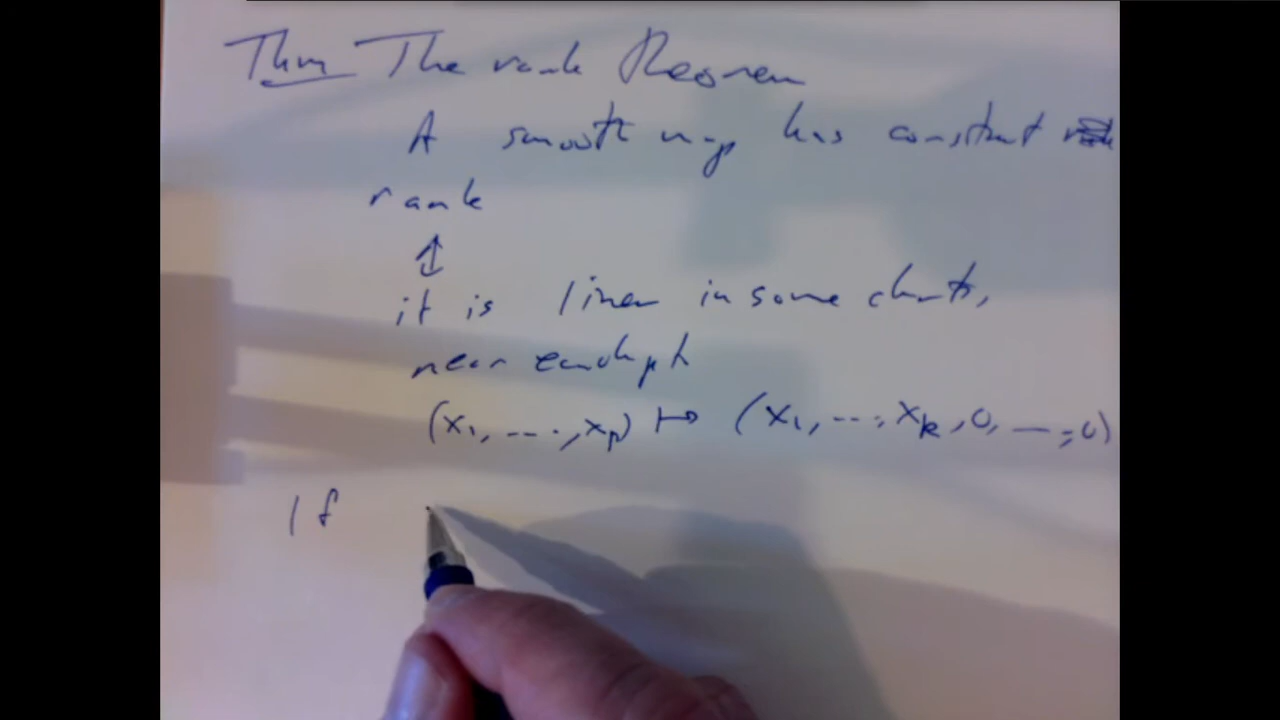 Thm The rank Theorem
A smooth map has constant
rank
↕
it is linear in some charts,
near each pt
(x₁, ...., xₚ) ↦ (x₁, ..., xₖ, 0, ..., 0)
If